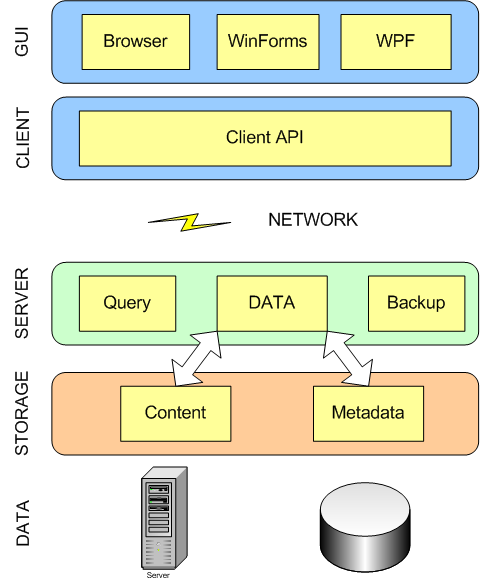 GUI
Browser
WinForms
WPF
CLIENT
Client API
NETWORK
SERVER
Query
DATA
Backup
STORAGE
Content
Metadata
DATA
Server